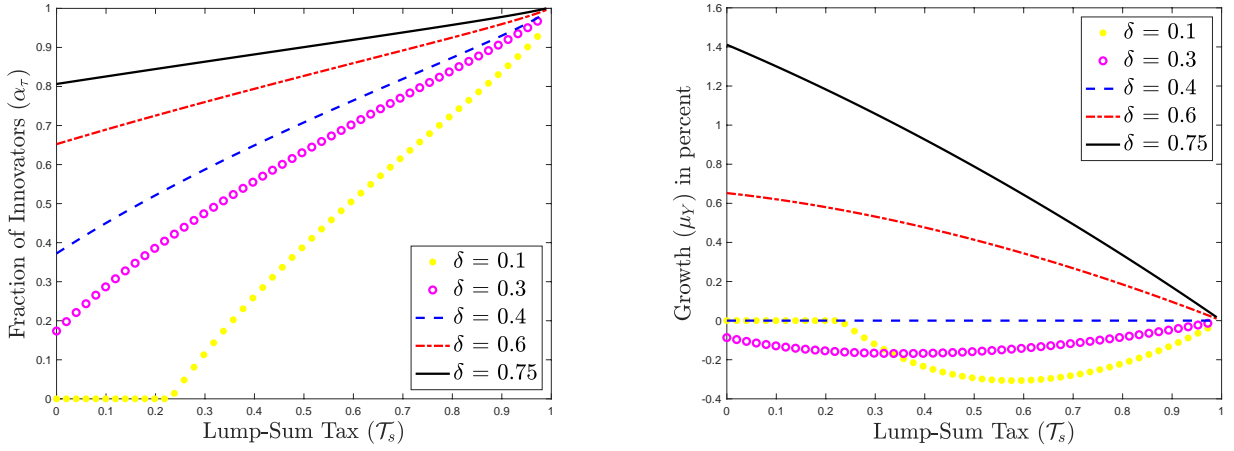 Fraction of Innovators (α_τ)
1
0.9
0.8
0.7
0.6
0.5
0.4
0.3
0.2
0.1
0
0 0.1 0.2 0.3 0.4 0.5 0.6 0.7 0.8 0.9 1
Lump-Sum Tax (𝒯_s)
δ = 0.1
δ = 0.3
δ = 0.4
δ = 0.6
δ = 0.75
Growth (μ_Y) in percent
1.6
1.4
1.2
1
0.8
0.6
0.4
0.2
0
-0.2
-0.4
0 0.1 0.2 0.3 0.4 0.5 0.6 0.7 0.8 0.9 1
Lump-Sum Tax (𝒯_s)
δ = 0.1
δ = 0.3
δ = 0.4
δ = 0.6
δ = 0.75